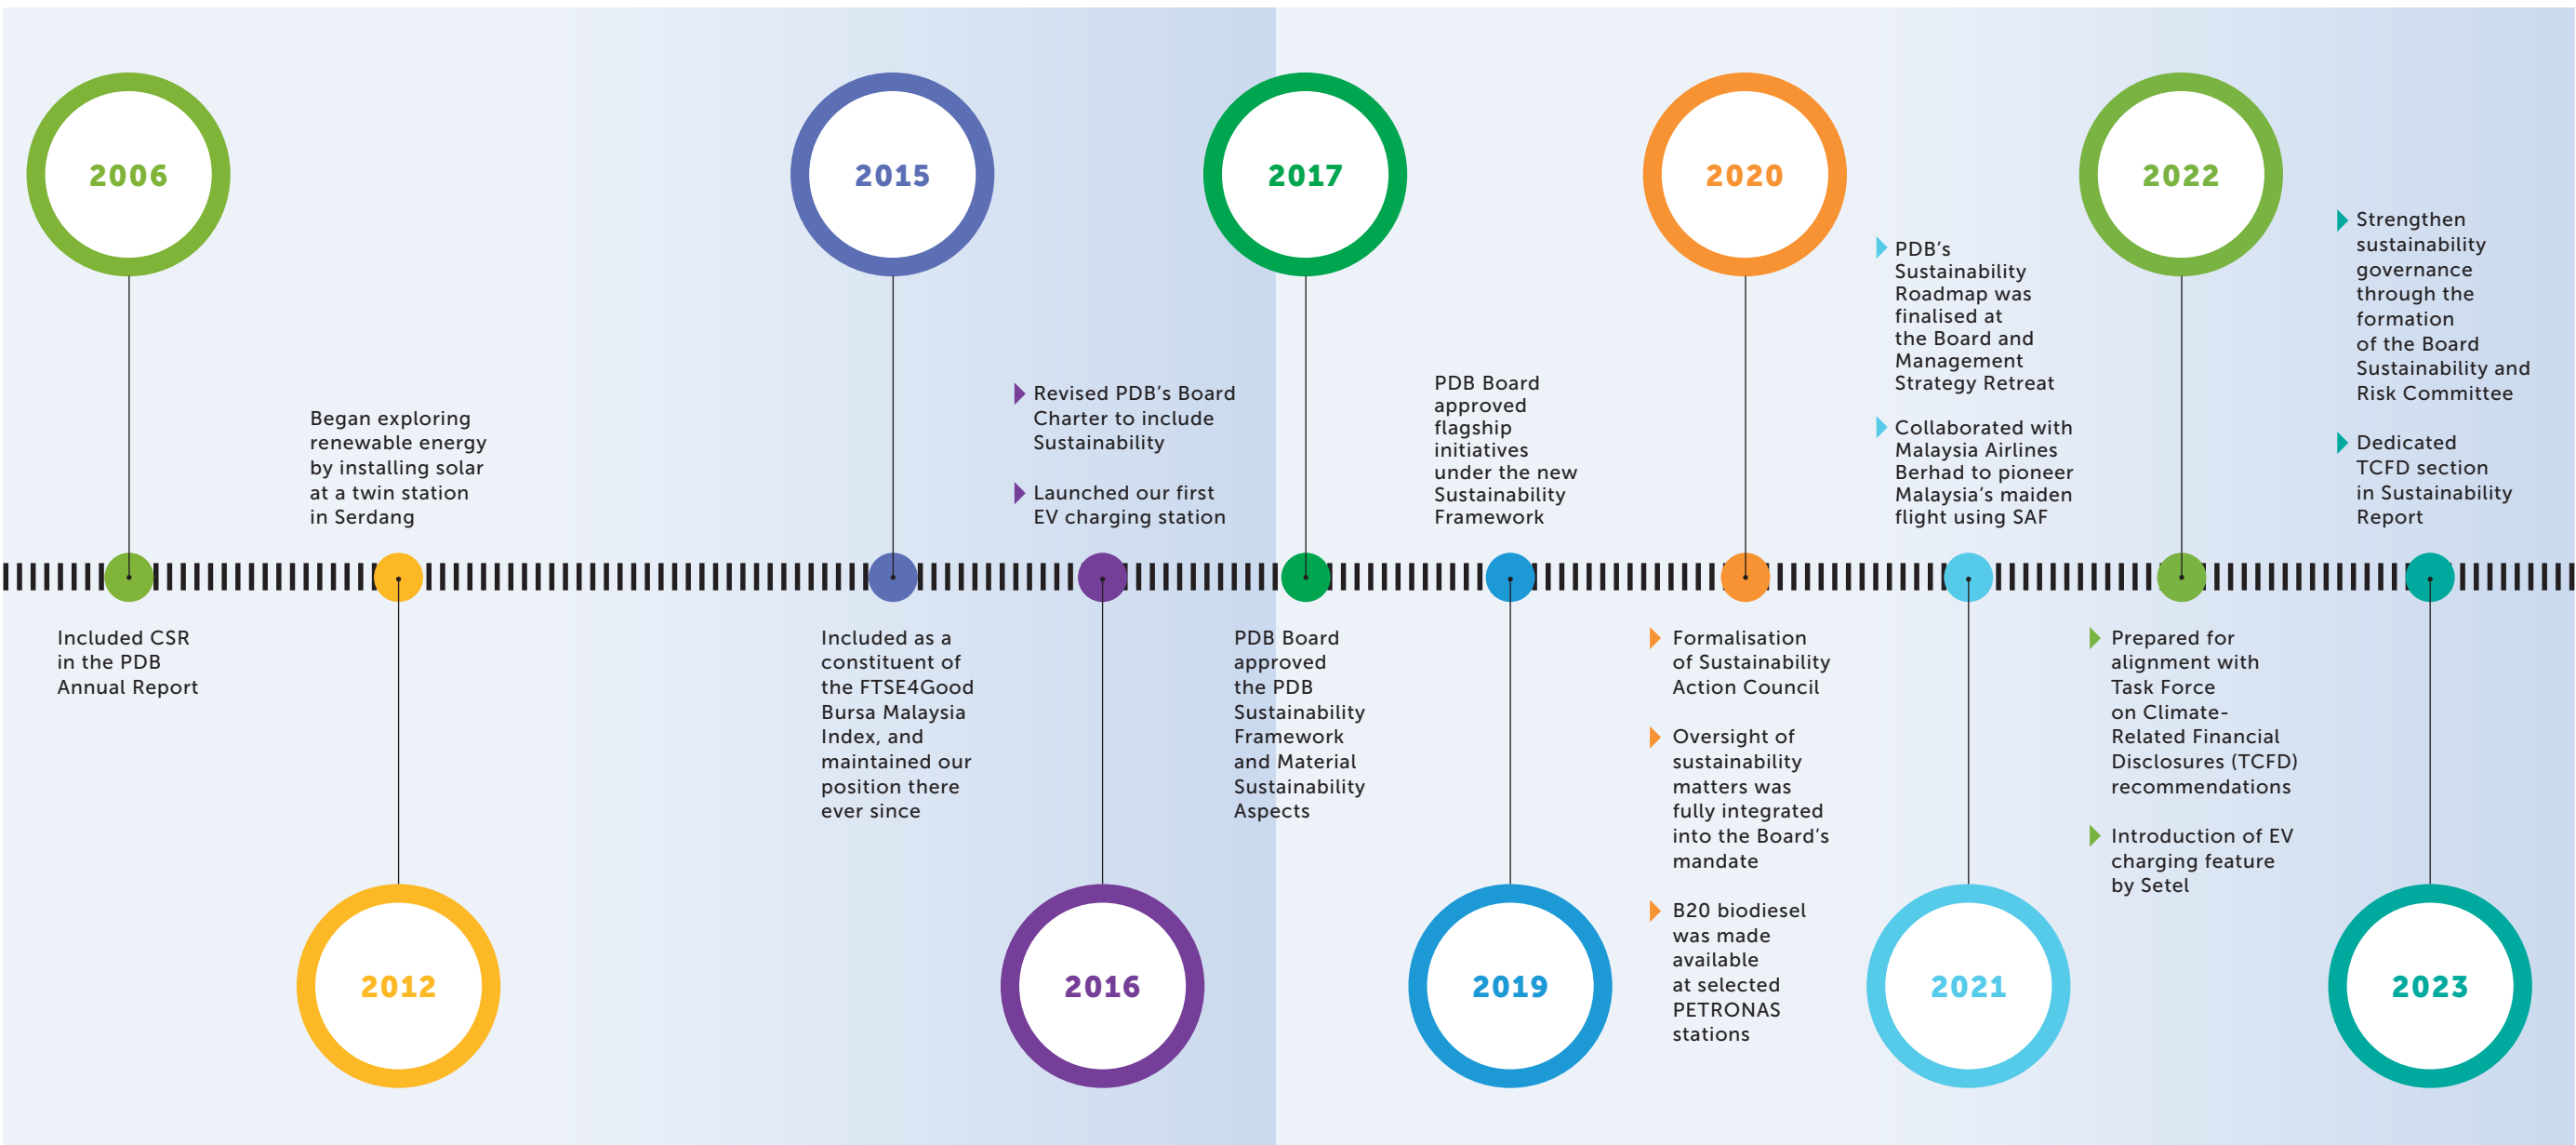 2006
Included CSR
in the PDB
Annual Report
Began exploring
renewable energy
by installing solar
at a twin station
in Serdang
2012
2015
Included as a
constituent of
the FTSE4Good
Bursa Malaysia
Index, and
maintained our
position there
ever since
Revised PDB's Board
Charter to include
Sustainability
Launched our first
EV charging station
2016
2017
PDB Board
approved
the PDB
Sustainability
Framework
and Material
Sustainability
Aspects
PDB Board
approved
flagship
initiatives
under the new
Sustainability
Framework
2019
2020
Formalisation
of Sustainability
Action Council
Oversight of
sustainability
matters was
fully integrated
into the Board's
mandate
B20 biodiesel
was made
available
at selected
PETRONAS
stations
PDB's
Sustainability
Roadmap was
finalised at
the Board and
Management
Strategy Retreat
Collaborated with
Malaysia Airlines
Berhad to pioneer
Malaysia's maiden
flight using SAF
2021
2022
Prepared for
alignment with
Task Force
on Climate-
Related Financial
Disclosures (TCFD)
recommendations
Introduction of EV
charging feature
by Setel
Strengthen
sustainability
governance
through the
formation
of the Board
Sustainability and
Risk Committee
Dedicated
TCFD section
in Sustainability
Report
2023